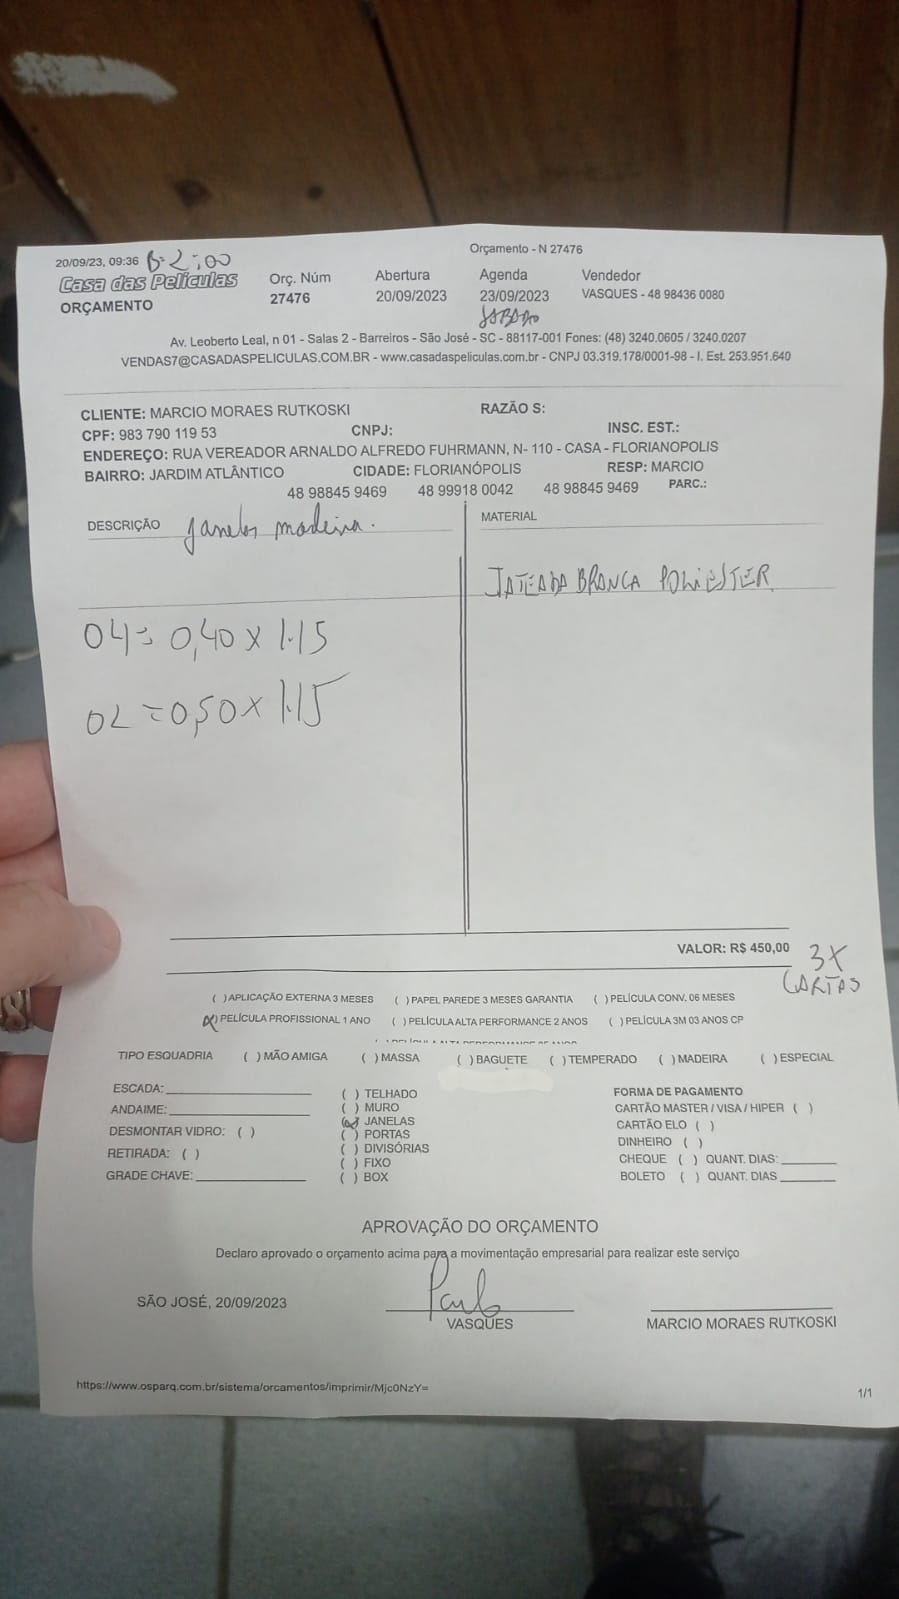 Orçamento - N 27476
20/09/23, 09:36
Casa das Películas
ORÇAMENTO
Orç. Núm
27476
Abertura
20/09/2023
Agenda
23/09/2023
SABADO
Vendedor
VASQUES - 48 98436 0080
Av. Leoberto Leal, n 01 - Salas 2 - Barreiros - São José - SC - 88117-001 Fones: (48) 3240.0605 / 3240.0207
VENDAS7@CASADASPELICULAS.COM.BR - www.casadaspeliculas.com.br - CNPJ 03.319.178/0001-98 - I. Est. 253.951.640
CLIENTE: MARCIO MORAES RUTKOSKI RAZÃO S:
CPF: 983 790 119 53 CNPJ: INSC. EST.:
ENDEREÇO: RUA VEREADOR ARNALDO ALFREDO FUHRMANN, N- 110 - CASA - FLORIANOPOLIS
BAIRRO: JARDIM ATLÂNTICO CIDADE: FLORIANÓPOLIS RESP: MARCIO
48 98845 9469 48 99918 0042 48 98845 9469 PARC.:
DESCRIÇÃO janelas madeira.
04 = 0,40 x 1.15
02 = 0,50 x 1.15
MATERIAL
JATEADA BRANCA POLIESTER
VALOR: R$ 450,00
3X
( ) APLICAÇÃO EXTERNA 3 MESES ( ) PAPEL PAREDE 3 MESES GARANTIA ( ) PELÍCULA CONV. 06 MESES
(x) PELÍCULA PROFISSIONAL 1 ANO ( ) PELÍCULA ALTA PERFORMANCE 2 ANOS ( ) PELÍCULA 3M 03 ANOS CP
TIPO ESQUADRIA ( ) MÃO AMIGA ( ) MASSA ( ) BAGUETE ( ) TEMPERADO ( ) MADEIRA ( ) ESPECIAL
ESCADA:
ANDAIME:
DESMONTAR VIDRO: ( )
RETIRADA: ( )
GRADE CHAVE:
( ) TELHADO
( ) MURO
(x) JANELAS
( ) PORTAS
( ) DIVISÓRIAS
( ) FIXO
( ) BOX
FORMA DE PAGAMENTO
CARTÃO MASTER / VISA / HIPER ( )
CARTÃO ELO ( )
DINHEIRO ( )
CHEQUE ( ) QUANT. DIAS:
BOLETO ( ) QUANT. DIAS
APROVAÇÃO DO ORÇAMENTO
Declaro aprovado o orçamento acima para a movimentação empresarial para realizar este serviço
SÃO JOSÉ, 20/09/2023
VASQUES
MARCIO MORAES RUTKOSKI
https://www.osparq.com.br/sistema/orcamentos/imprimir/Mjc0NzY= 1/1